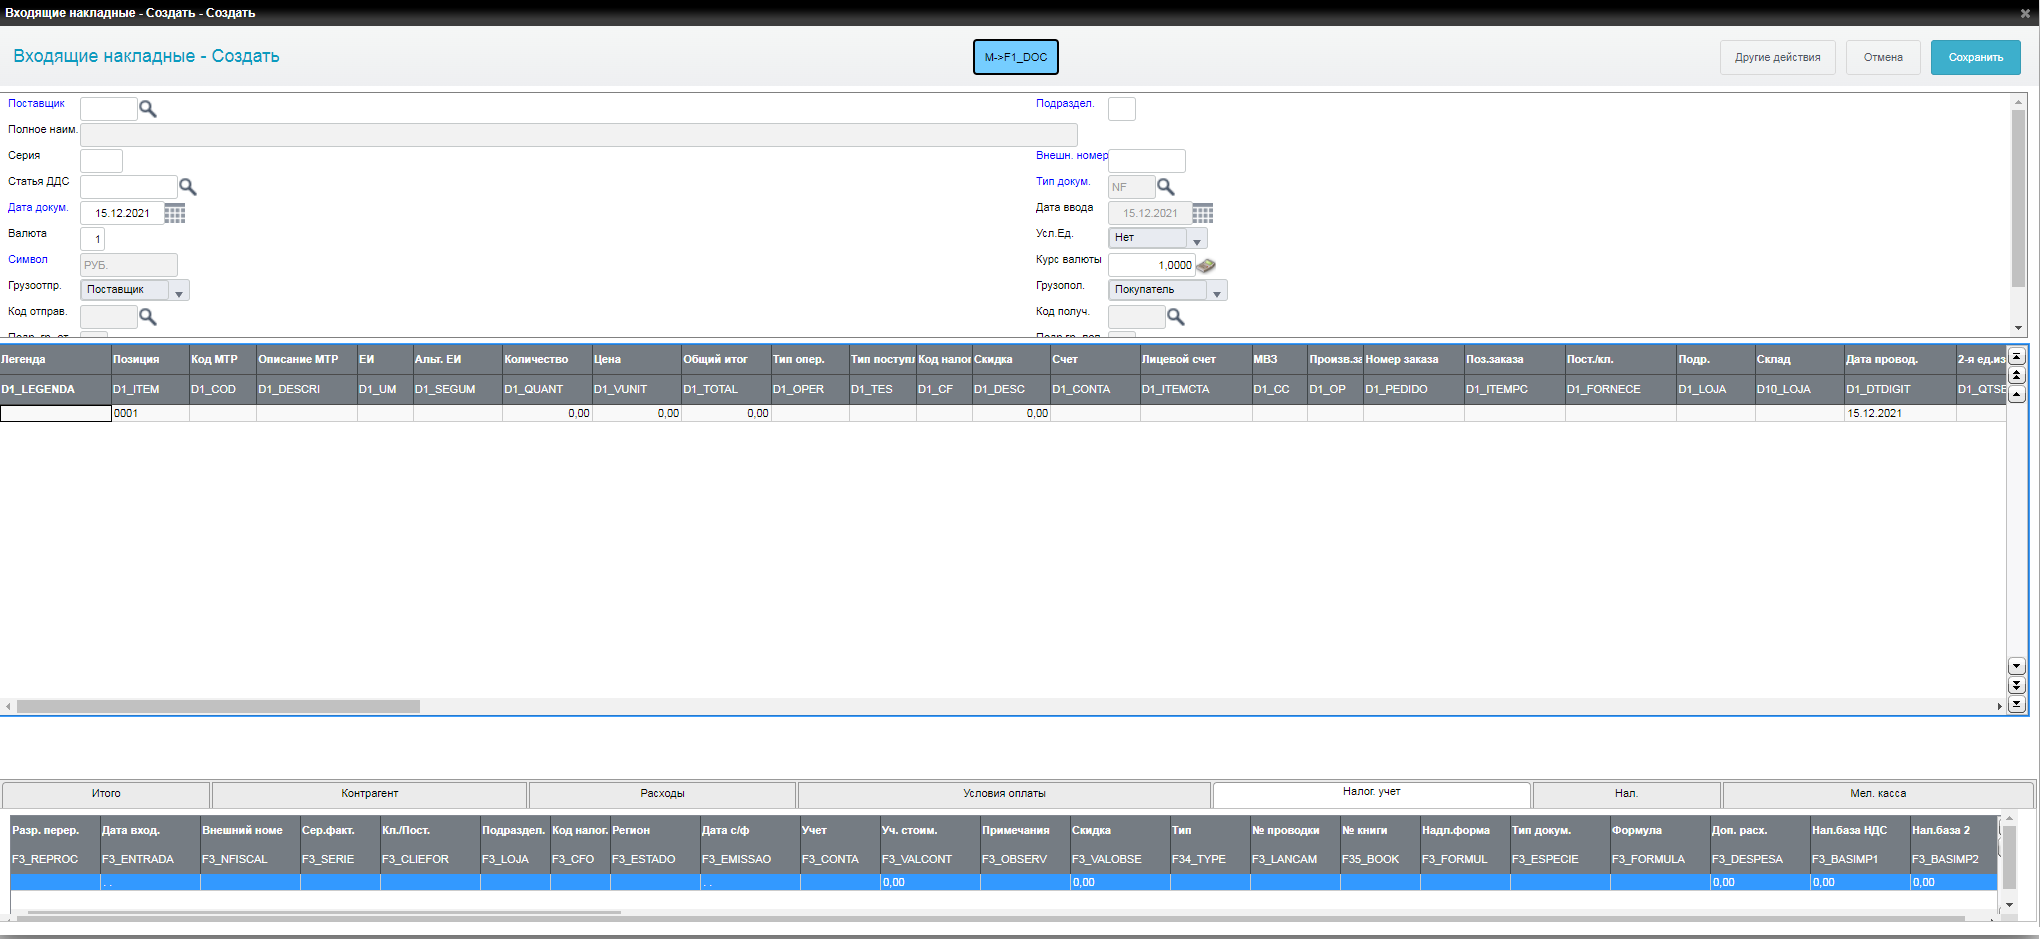 Входящие накладные - Создать - Создать
Входящие накладные - Создать
M->F1_DOC
Другие действия
Отмена
Сохранить
Поставщик
Подраздел.
Полное наим.
Серия
Внешн. номер
Статья ДДС
Тип докум.
NF
Дата докум.
15.12.2021
Дата ввода
15.12.2021
Валюта
1
Усл.Ед.
Нет
Символ
РУБ.
Курс валюты
1,0000
Грузоотпр.
Поставщик
Грузопол.
Покупатель
Код отправ.
Код получ.
Легенда Позиция Код МТР Описание МТР ЕИ Альт. ЕИ Количество Цена Общий итог Тип опер. Тип поступл Код налог Скидка Счет Лицевой счет МВЗ Произв.за Номер заказа Поз.заказа Пост./кл. Подр. Склад Дата провод. 2-я ед.из
D1_LEGENDA D1_ITEM D1_COD D1_DESCRI D1_UM D1_SEGUM D1_QUANT D1_VUNIT D1_TOTAL D1_OPER D1_TES D1_CF D1_DESC D1_CONTA D1_ITEMCTA D1_CC D1_OP D1_PEDIDO D1_ITEMPC D1_FORNECE D1_LOJA D10_LOJA D1_DTDIGIT D1_QTSE
0001 0,00 0,00 0,00 0,00 15.12.2021
Итого Контрагент Расходы Условия оплаты Налог. учет Нал. Мел. касса
Разр. перер. Дата вход. Внешний номе Сер.факт. Кл./Пост. Подраздел. Код налог. Регион Дата с/ф Учет Уч. стоим. Примечания Скидка Тип № проводки № книги Надл.форма Тип докум. Формула Доп. расх. Нал.база НДС Нал.база 2
F3_REPROC F3_ENTRADA F3_NFISCAL F3_SERIE F3_CLIEFOR F3_LOJA F3_CFO F3_ESTADO F3_EMISSAO F3_CONTA F3_VALCONT F3_OBSERV F3_VALOBSE F34_TYPE F3_LANCAM F35_BOOK F3_FORMUL F3_ESPECIE F3_FORMULA F3_DESPESA F3_BASIMP1 F3_BASIMP2
. . . . 0,00 0,00 0,00 0,00 0,00